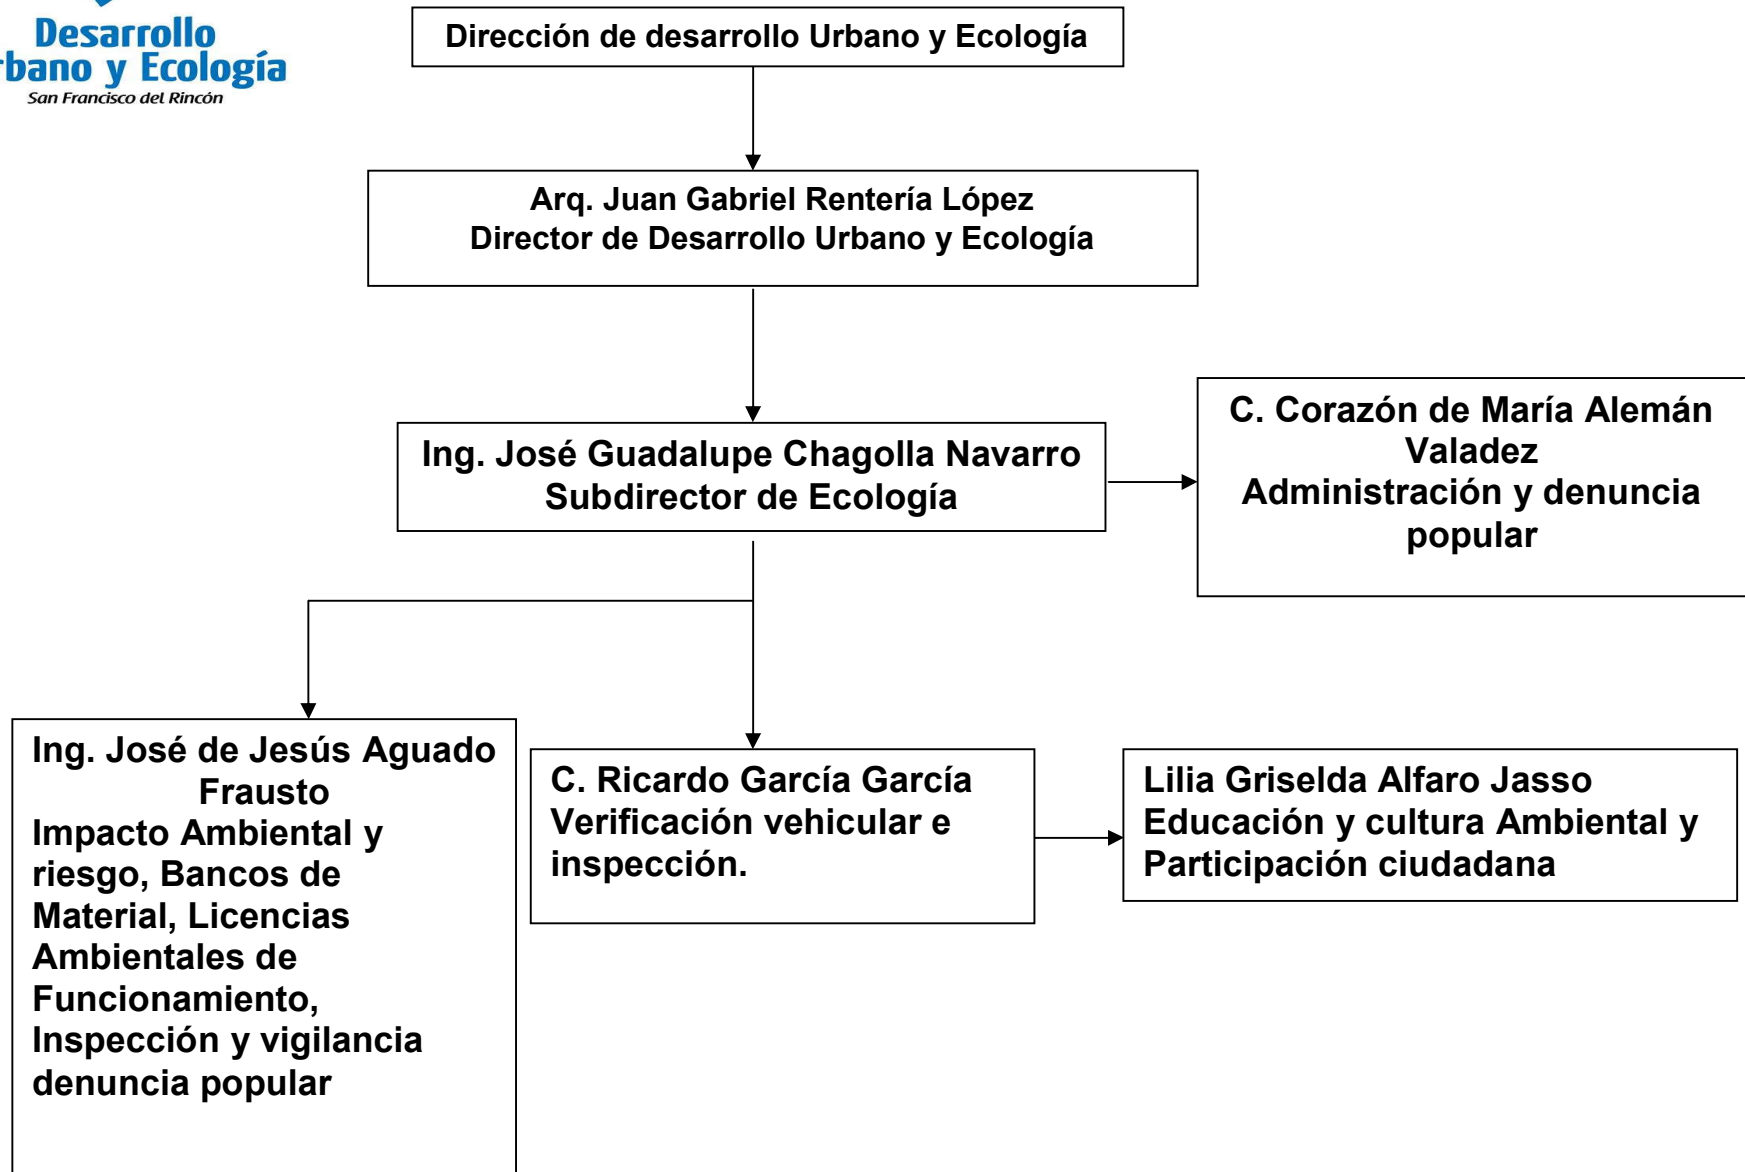 Desarrollo
rbano y Ecología
San Francisco del Rincón
Dirección de desarrollo Urbano y Ecología
Arq. Juan Gabriel Rentería López
Director de Desarrollo Urbano y Ecología
Ing. José Guadalupe Chagolla Navarro
Subdirector de Ecología
C. Corazón de María Alemán
Valadez
Administración y denuncia
popular
Ing. José de Jesús Aguado
Frausto
Impacto Ambiental y
riesgo, Bancos de
Material, Licencias
Ambientales de
Funcionamiento,
Inspección y vigilancia
denuncia popular
C. Ricardo García García
Verificación vehicular e
inspección.
Lilia Griselda Alfaro Jasso
Educación y cultura Ambiental y
Participación ciudadana